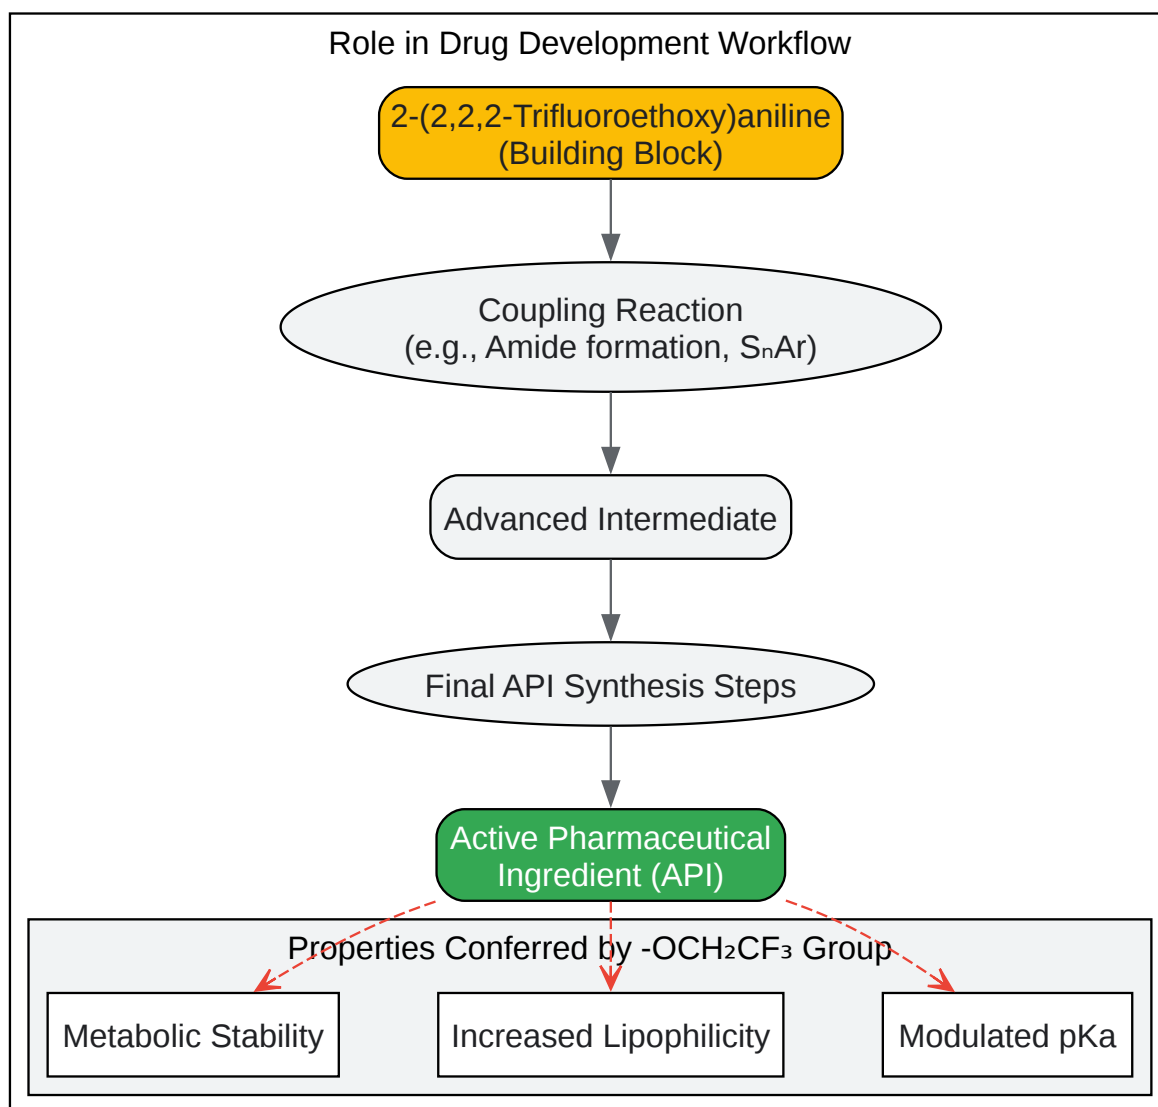 Role in Drug Development Workflow
2-(2,2,2-Trifluoroethoxy)aniline
(Building Block)
Coupling Reaction
(e.g., Amide formation, SₙAr)
Advanced Intermediate
Final API Synthesis Steps
Active Pharmaceutical
Ingredient (API)
Properties Conferred by -OCH₂CF₃ Group
Metabolic Stability
Increased Lipophilicity
Modulated pKa